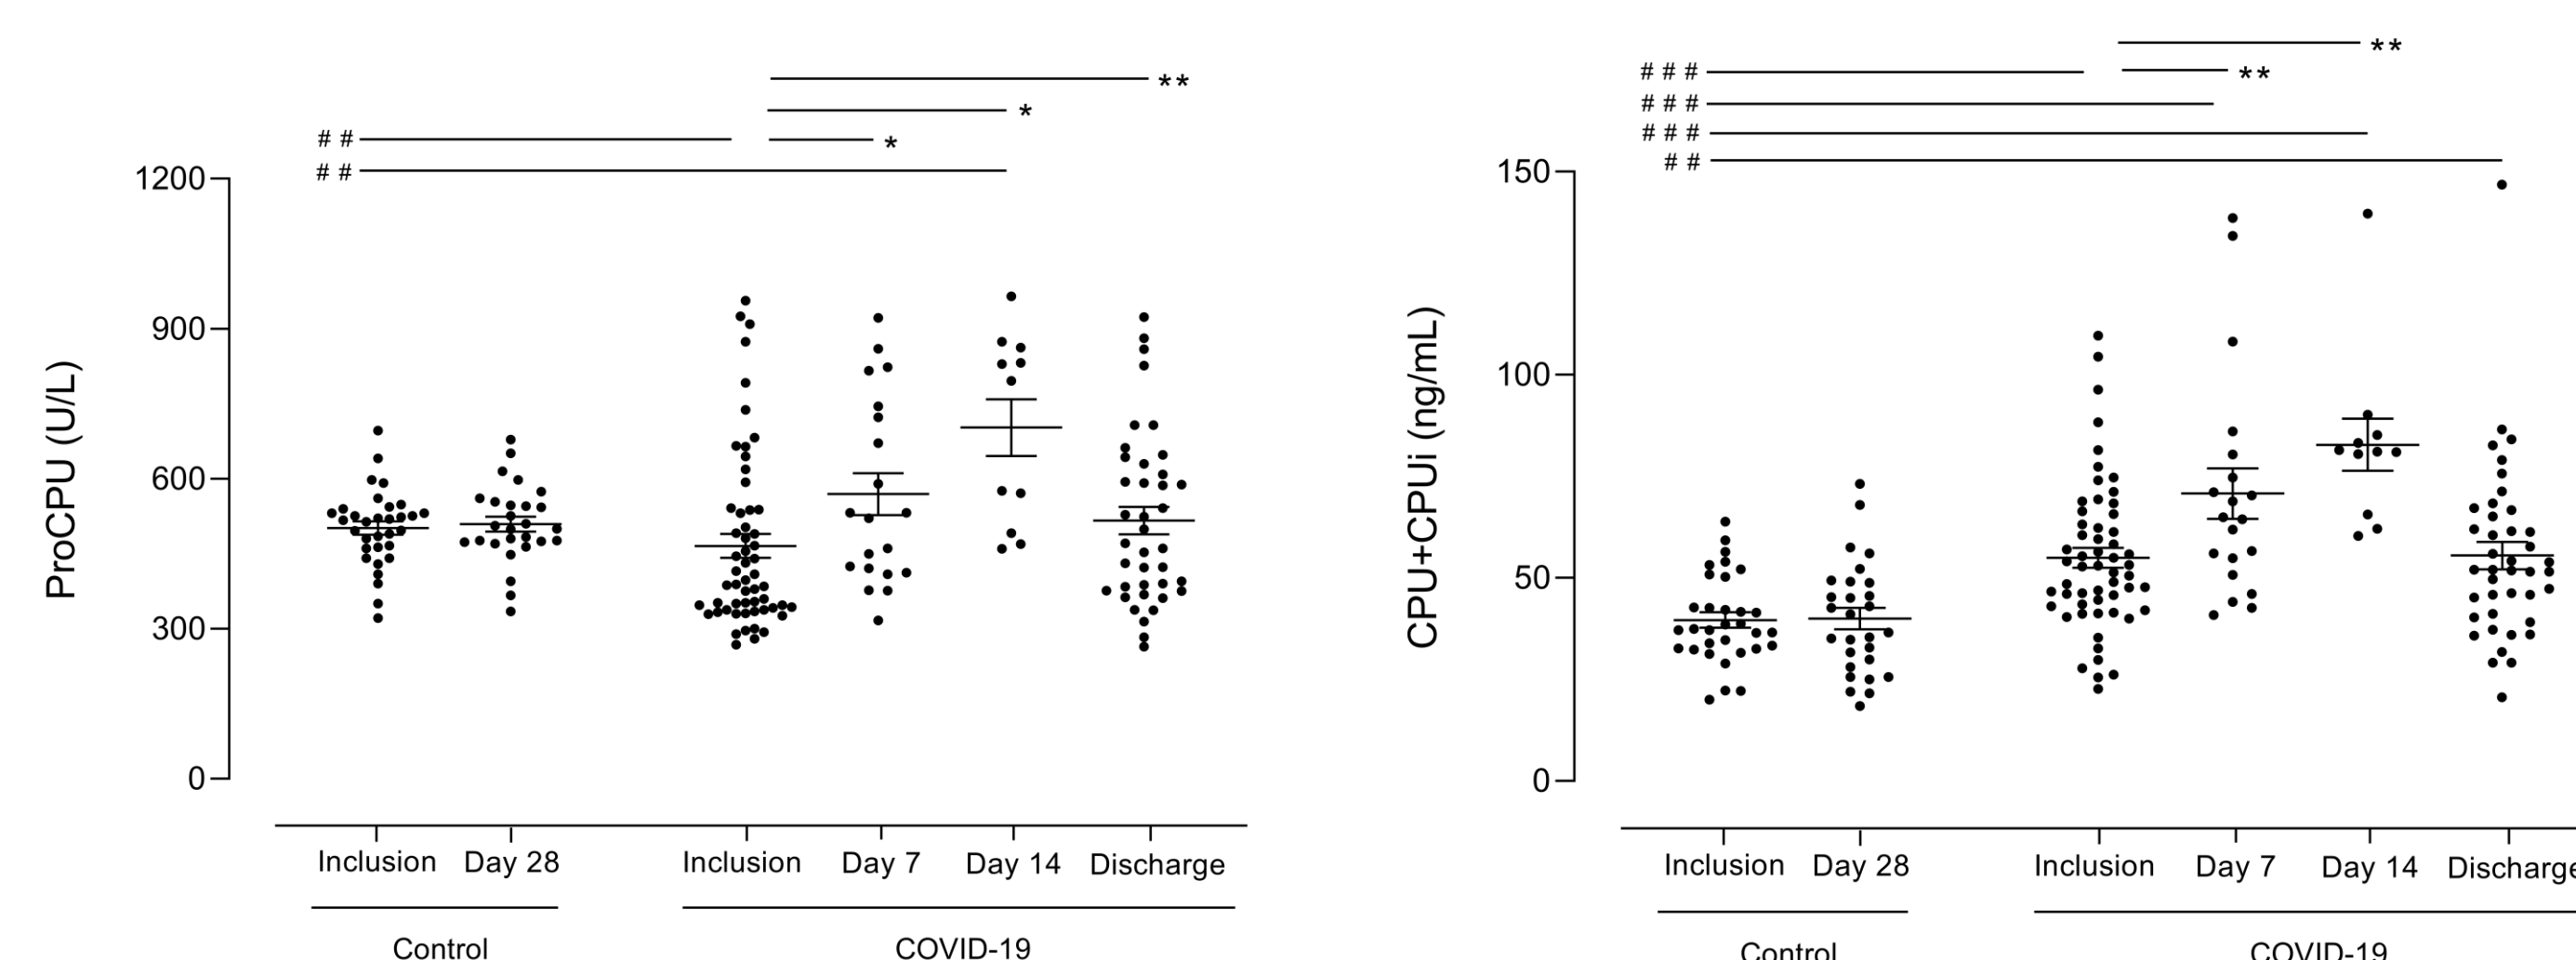 **
*
# # *
# #
1200
900
600
300
0
ProCPU (U/L)
Inclusion Day 28 Inclusion Day 7 Day 14 Discharge
Control COVID-19
**
# # # **
# # #
# # #
# #
150
100
50
0
CPU+CPUi (ng/mL)
Inclusion Day 28 Inclusion Day 7 Day 14 Discharge
Control COVID-19